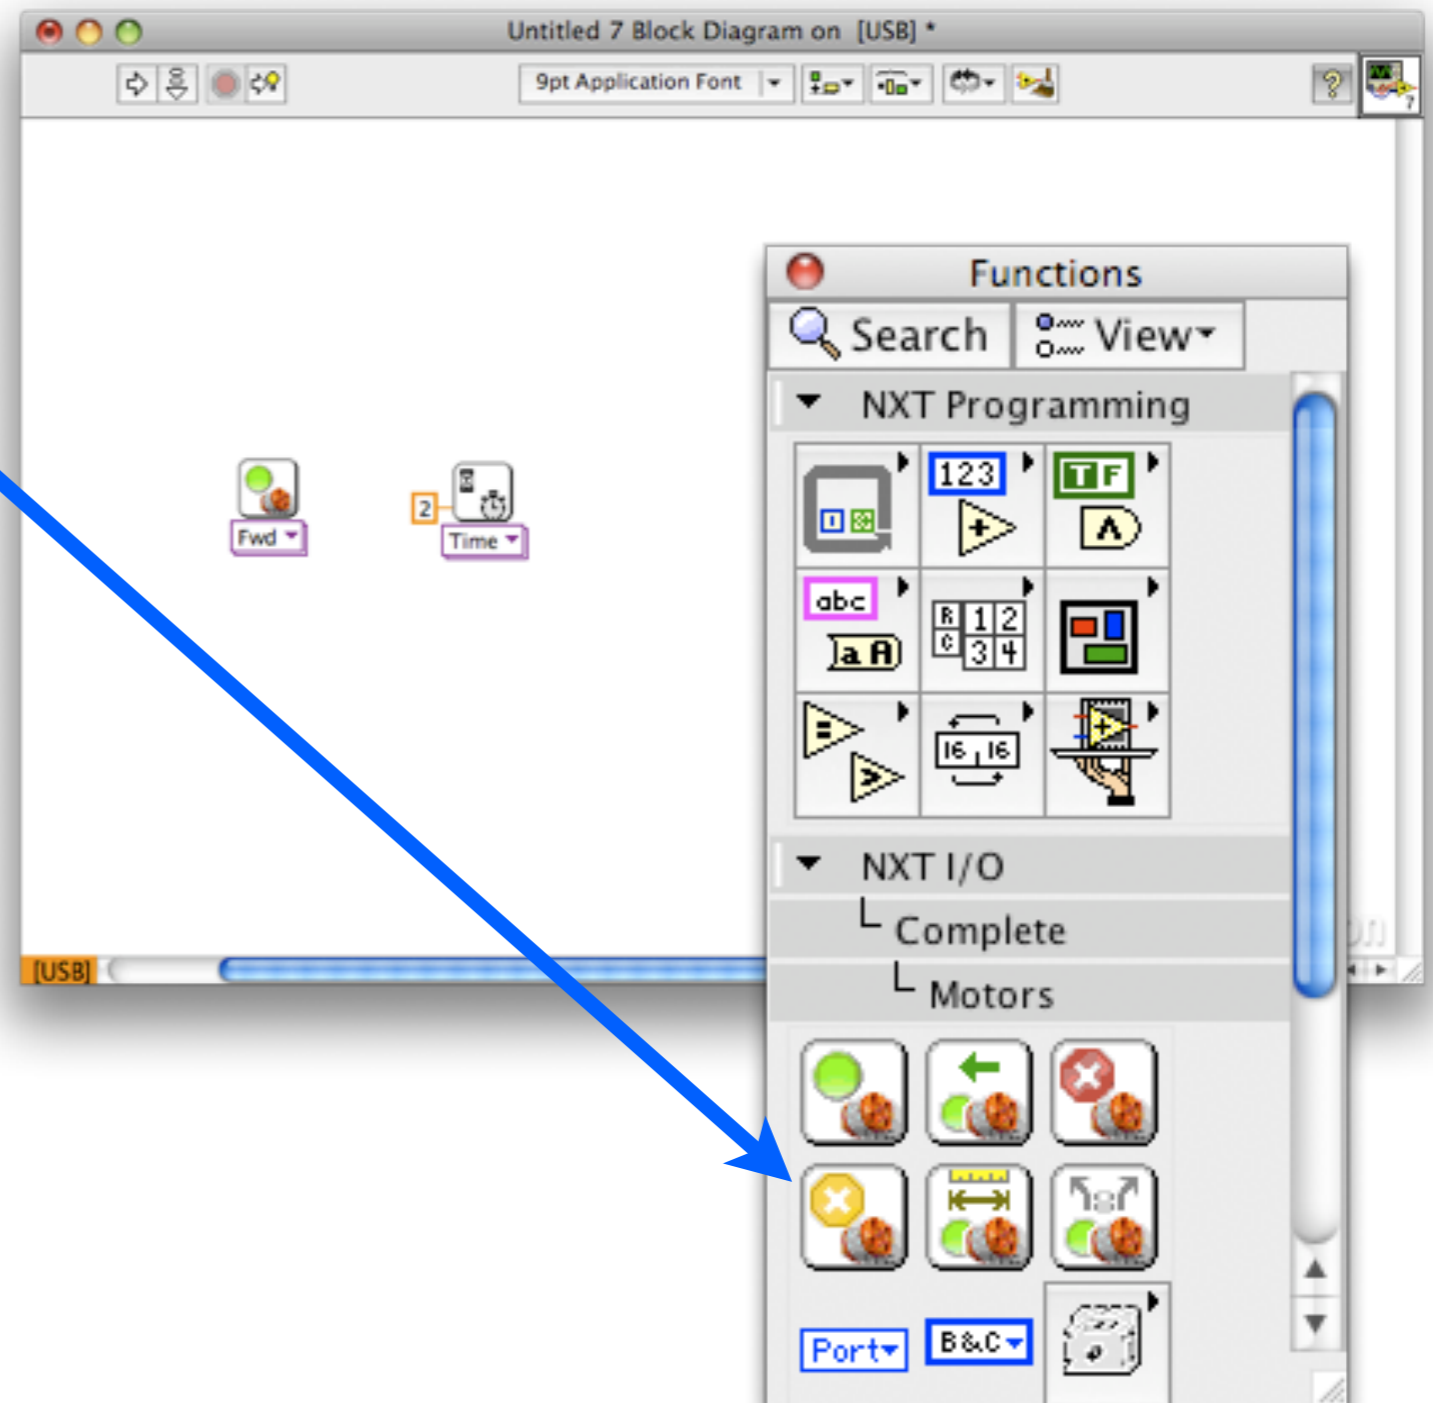 Untitled 7 Block Diagram on [USB] *
9pt Application Font
?
7
Functions
Search
View
NXT Programming
123
T F
abc
a A
R 1 2
C 3 4
16 16
Fwd
2
Time
NXT I/O
Complete
Motors
[USB]
Port
B&C